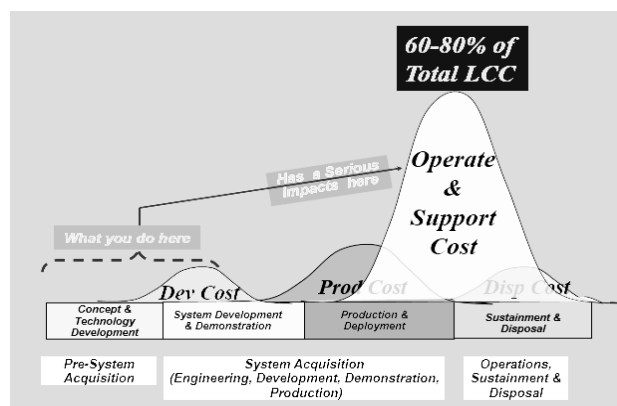 60-80% of
Total LCC
Operate
&
Support
Cost
Has a Serious
Impacts here
What you do here
Dev Cost
Prod Cost
Disp Cost
Concept &
Technology
Development
System Development
& Demonstration
Production &
Deployment
Sustainment &
Disposal
Pre-System
Acquisition
System Acquisition
(Engineering, Development, Demonstration,
Production)
Operations,
Sustainment &
Disposal